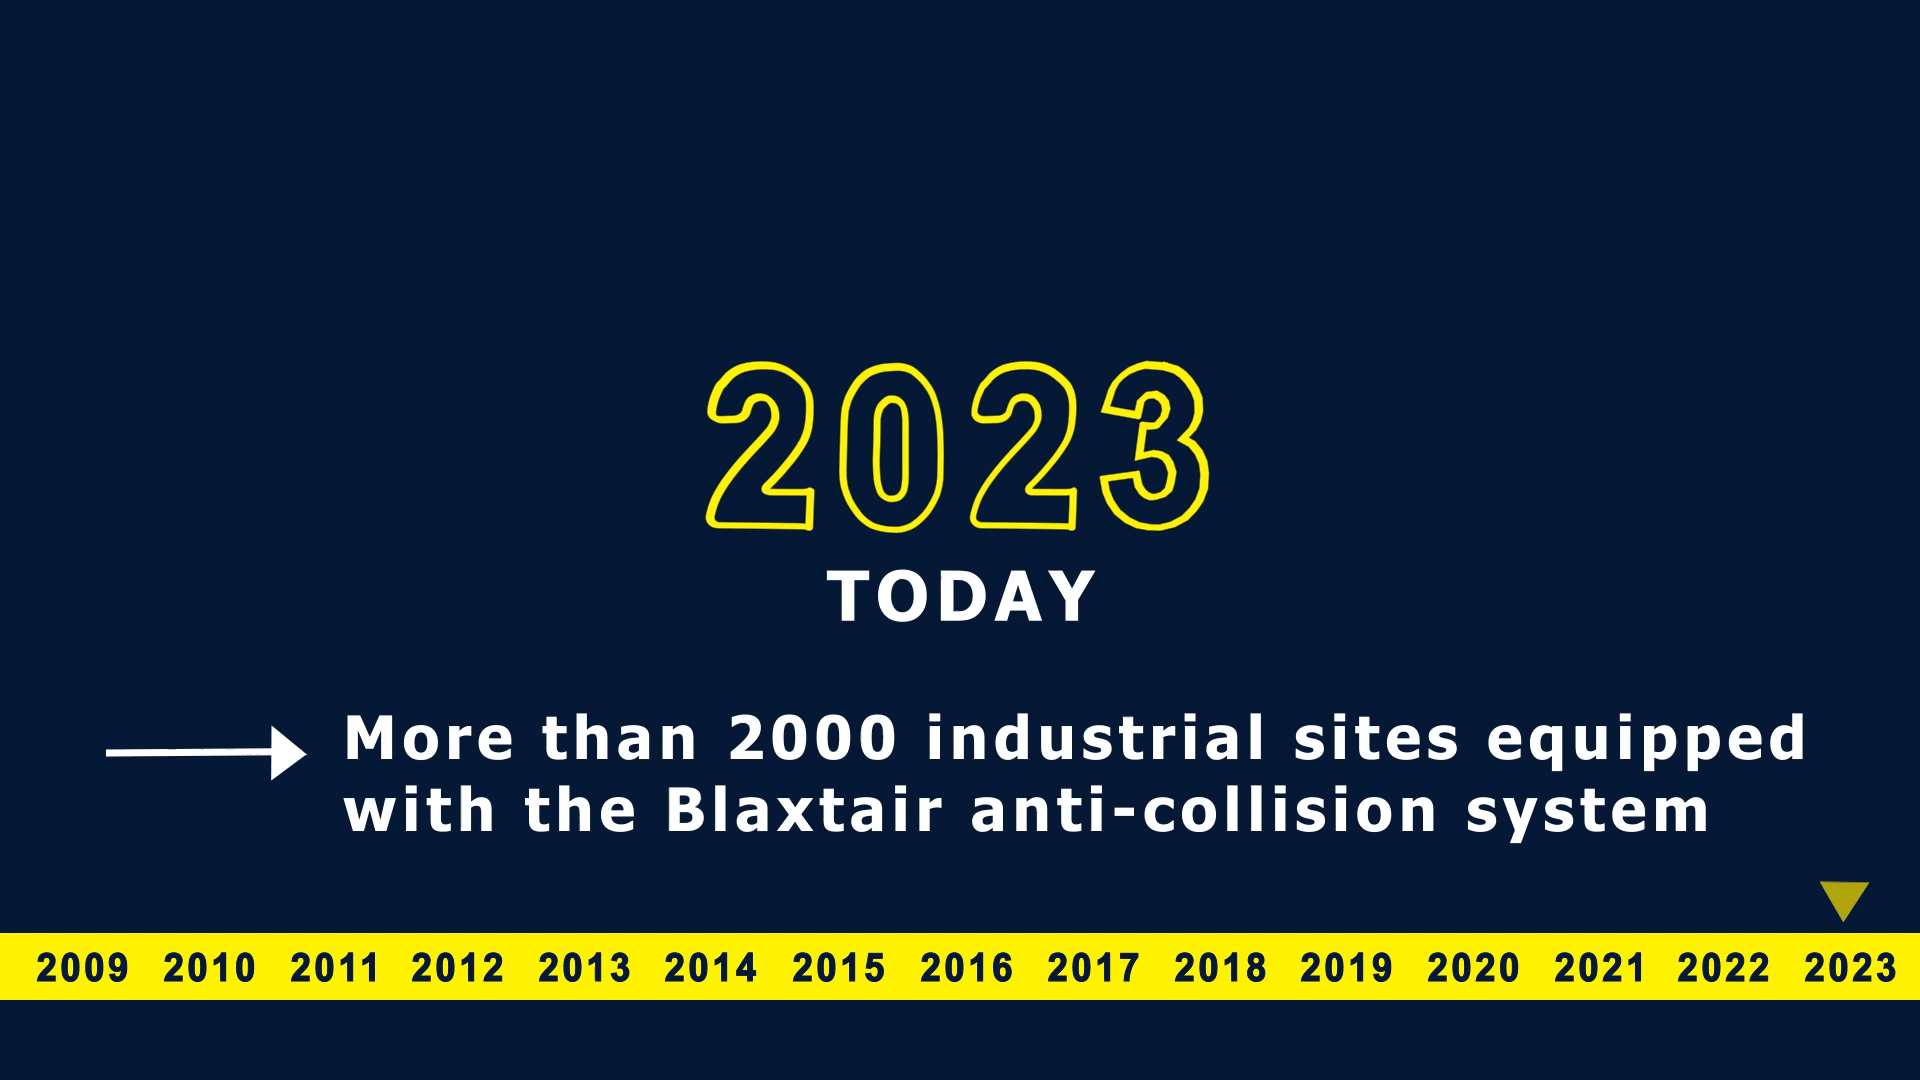 2023
TODAY
More than 2000 industrial sites equipped
with the Blaxtair anti-collision system
2009 2010 2011 2012 2013 2014 2015 2016 2017 2018 2019 2020 2021 2022 2023